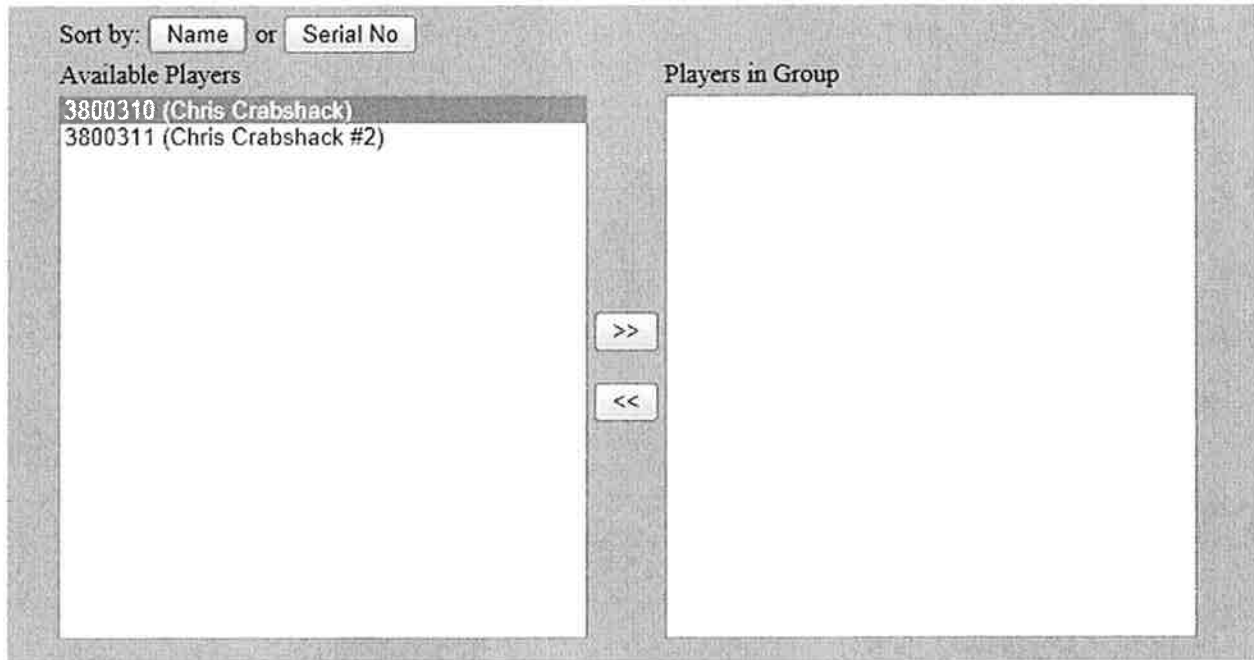 Sort by: Name or Serial No
Available Players
Players in Group
3800310 (Chris Crabshack)
3800311 (Chris Crabshack #2)
>>
<<